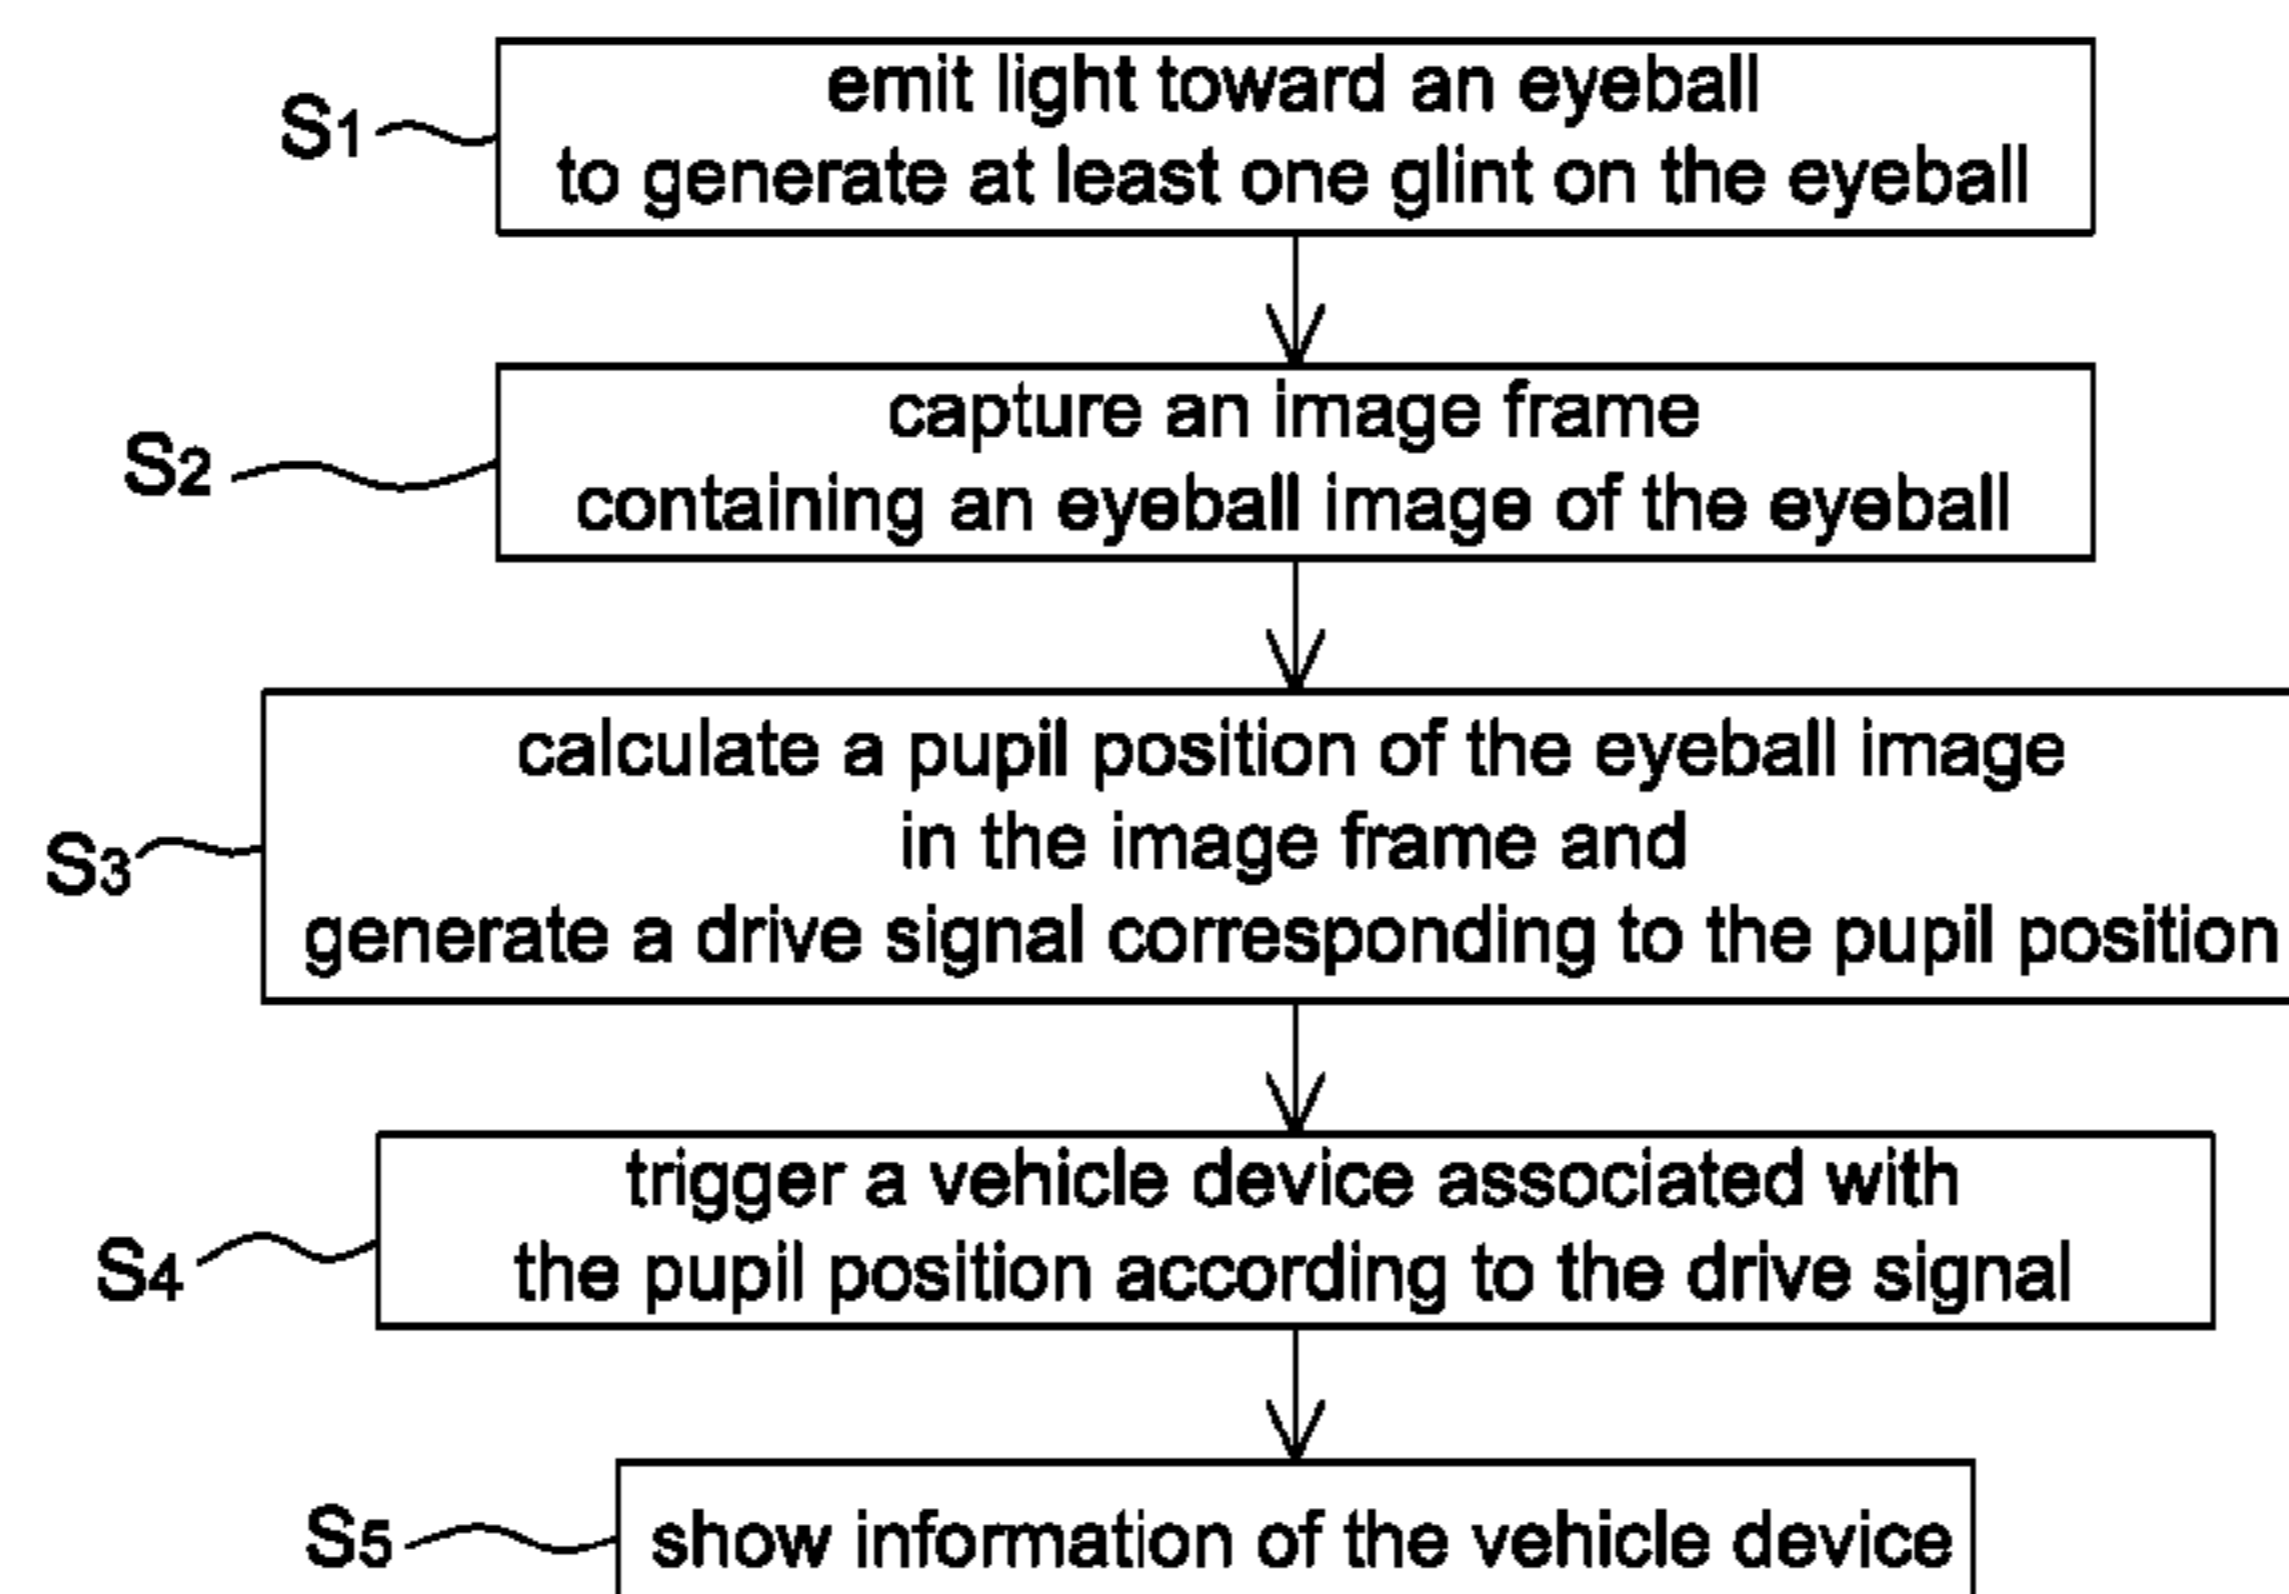 emit light toward an eyeball
S1
to generate at least one glint on the eyeball
capture an image frame
S2
containing an eyeball image of the eyeball
calculate a pupil position of the eyeball image
in the image frame and
S3
generate a drive signal corresponding to the pupil position
trigger a vehicle device associated with
S4
the pupil position according to the drive signal
S5
show information of the vehicle device